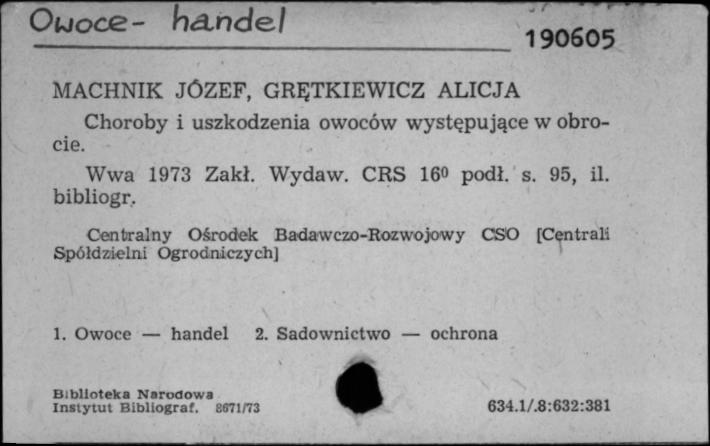 Owoce - handel
190605
MACHNIK JÓZEF, GRĘTKIEWICZ ALICJA
Choroby i uszkodzenia owoców występujące w obro-
cie.
Wwa 1973 Zakł. Wydaw. CRS 16⁰ podł. s. 95, il.
bibliogr.
Centralny Ośrodek Badawczo-Rozwojowy CSO [Centrali
Spółdzielni Ogrodniczych]
1. Owoce — handel 2. Sadownictwo — ochrona
Biblioteka Narodowa
Instytut Bibliograf. 8671/73
634.1/.8:632:381